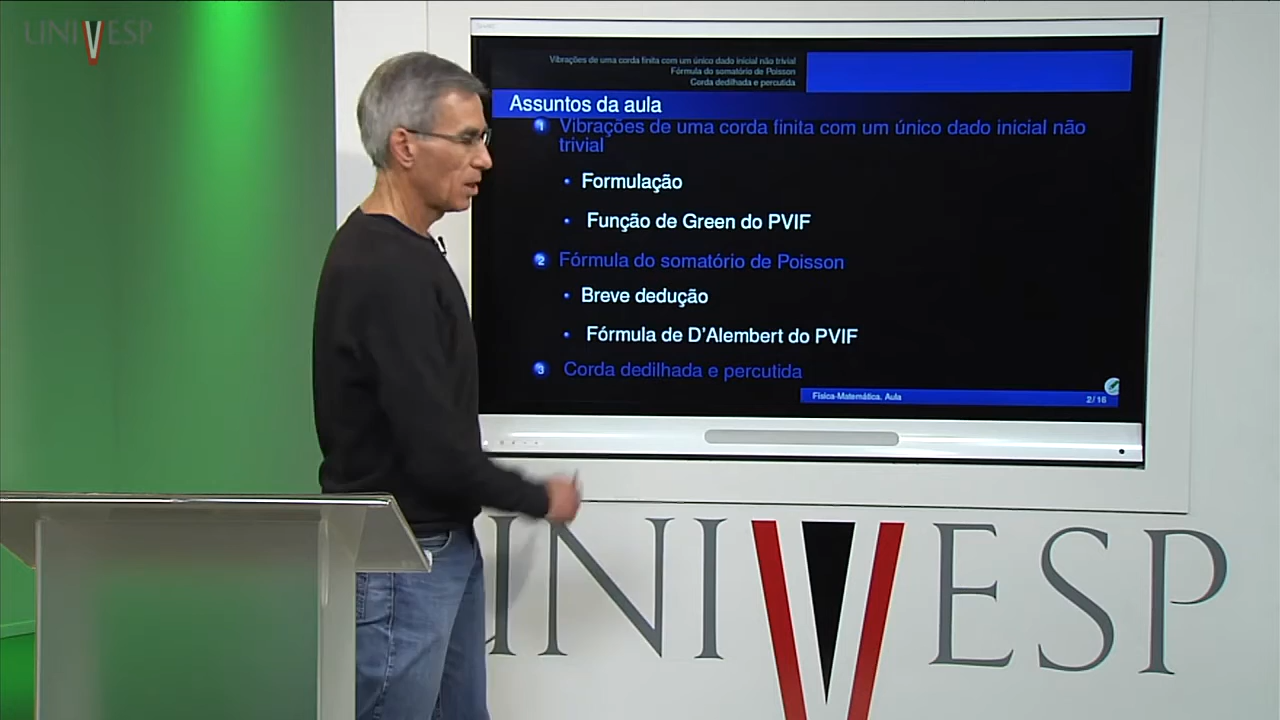 UNIVESP
Vibrações de uma corda finita com um único dado inicial não trivial
Fórmula do somatório de Poisson
Corda dedilhada e percutida
Assuntos da aula
1 Vibrações de uma corda finita com um único dado inicial não
trivial
• Formulação
• Função de Green do PVIF
2 Fórmula do somatório de Poisson
• Breve dedução
• Fórmula de D'Alembert do PVIF
3 Corda dedilhada e percutida
Física-Matemática. Aula 2/16
UNIVESP